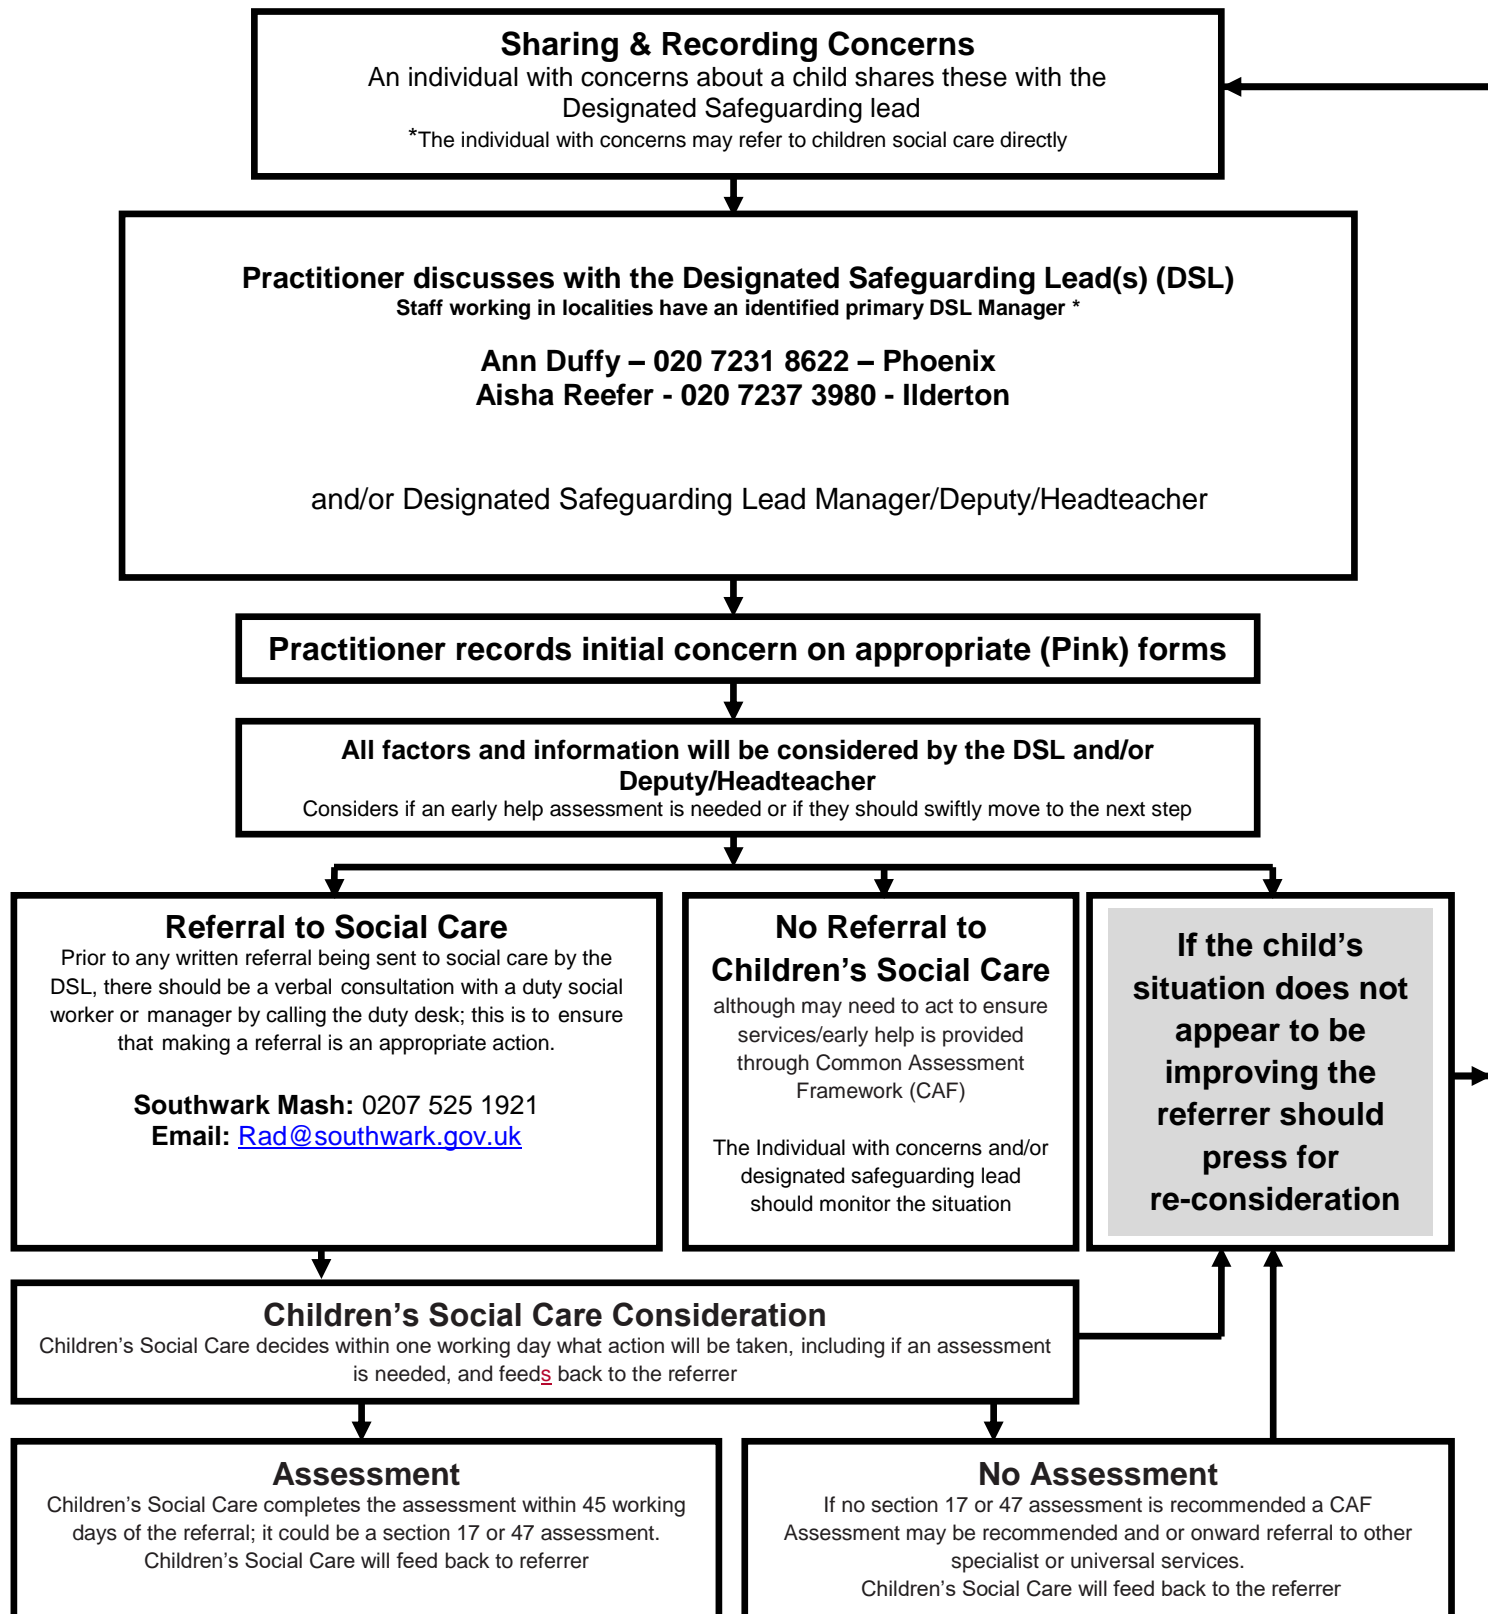 Sharing & Recording Concerns
An individual with concerns about a child shares these with the
Designated Safeguarding lead
*The individual with concerns may refer to children social care directly
Practitioner discusses with the Designated Safeguarding Lead(s) (DSL)
Staff working in localities have an identified primary DSL Manager *
Ann Duffy – 020 7231 8622 – Phoenix
Aisha Reefer - 020 7237 3980 - Ilderton
and/or Designated Safeguarding Lead Manager/Deputy/Headteacher
Practitioner records initial concern on appropriate (Pink) forms
All factors and information will be considered by the DSL and/or
Deputy/Headteacher
Considers if an early help assessment is needed or if they should swiftly move to the next step
Referral to Social Care
Prior to any written referral being sent to social care by the
DSL, there should be a verbal consultation with a duty social
worker or manager by calling the duty desk; this is to ensure
that making a referral is an appropriate action.
Southwark Mash: 0207 525 1921
Email: Rad@southwark.gov.uk
No Referral to
Children's Social Care
although may need to act to ensure
services/early help is provided
through Common Assessment
Framework (CAF)
The Individual with concerns and/or
designated safeguarding lead
should monitor the situation
If the child's
situation does not
appear to be
improving the
referrer should
press for
re-consideration
Children's Social Care Consideration
Children's Social Care decides within one working day what action will be taken, including if an assessment
is needed, and feeds back to the referrer
Assessment
Children's Social Care completes the assessment within 45 working
days of the referral; it could be a section 17 or 47 assessment.
Children's Social Care will feed back to referrer
No Assessment
If no section 17 or 47 assessment is recommended a CAF
Assessment may be recommended and or onward referral to other
specialist or universal services.
Children's Social Care will feed back to the referrer